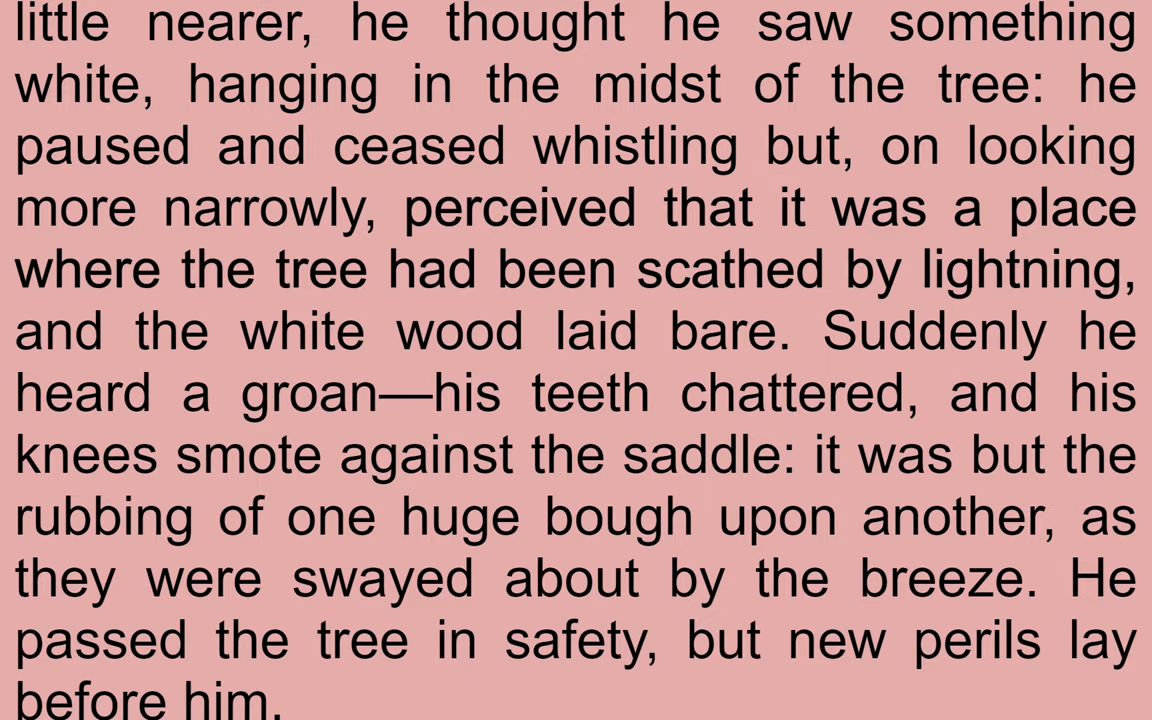 little nearer, he thought he saw something
white, hanging in the midst of the tree: he
paused and ceased whistling but, on looking
more narrowly, perceived that it was a place
where the tree had been scathed by lightning,
and the white wood laid bare. Suddenly he
heard a groan—his teeth chattered, and his
knees smote against the saddle: it was but the
rubbing of one huge bough upon another, as
they were swayed about by the breeze. He
passed the tree in safety, but new perils lay
before him.